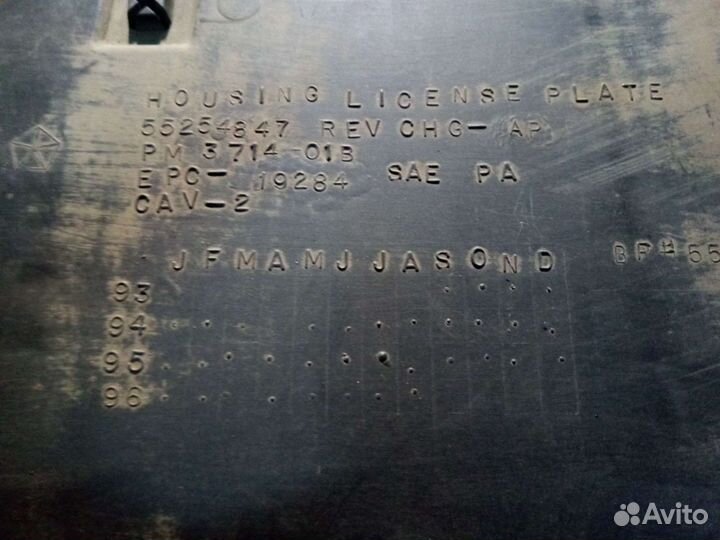 HOUSING LICENSE PLATE
55254847 REV CHG- AP
PM 3714-01B
EPC- 19284 SAE PA
CAV-2
J F M A M J J A S O N D
93
94
95
96
Avito